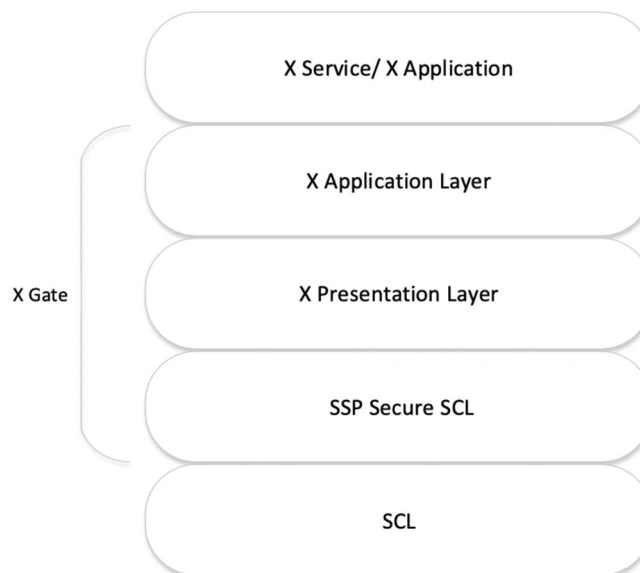 X Service/ X Application
X Application Layer
X Gate
X Presentation Layer
SSP Secure SCL
SCL